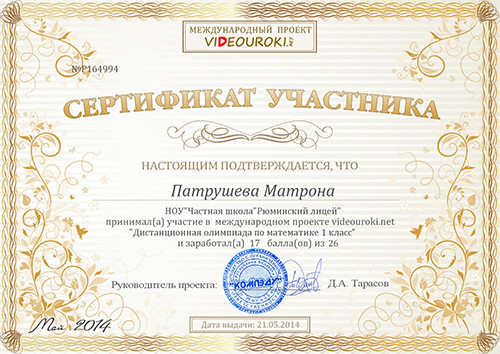 МЕЖДУНАРОДНЫЙ ПРОЕКТ
VIDEOUROKI.NET
№P164994
СЕРТИФИКАТ УЧАСТНИКА
НАСТОЯЩИМ ПОДТВЕРЖДАЕТСЯ, ЧТО
Патрушева Матрона
НОУ"Частная школа"Рюминский лицей"
принимал(а) участие в международном проекте videouroki.net
"Дистанционная олимпиада по математике 1 класс"
и заработал(а) 17 балла(ов) из 26
Руководитель проекта:
"КОМПЭДУ"
Д.А. Тарасов
Май 2014
Дата выдачи: 21.05.2014